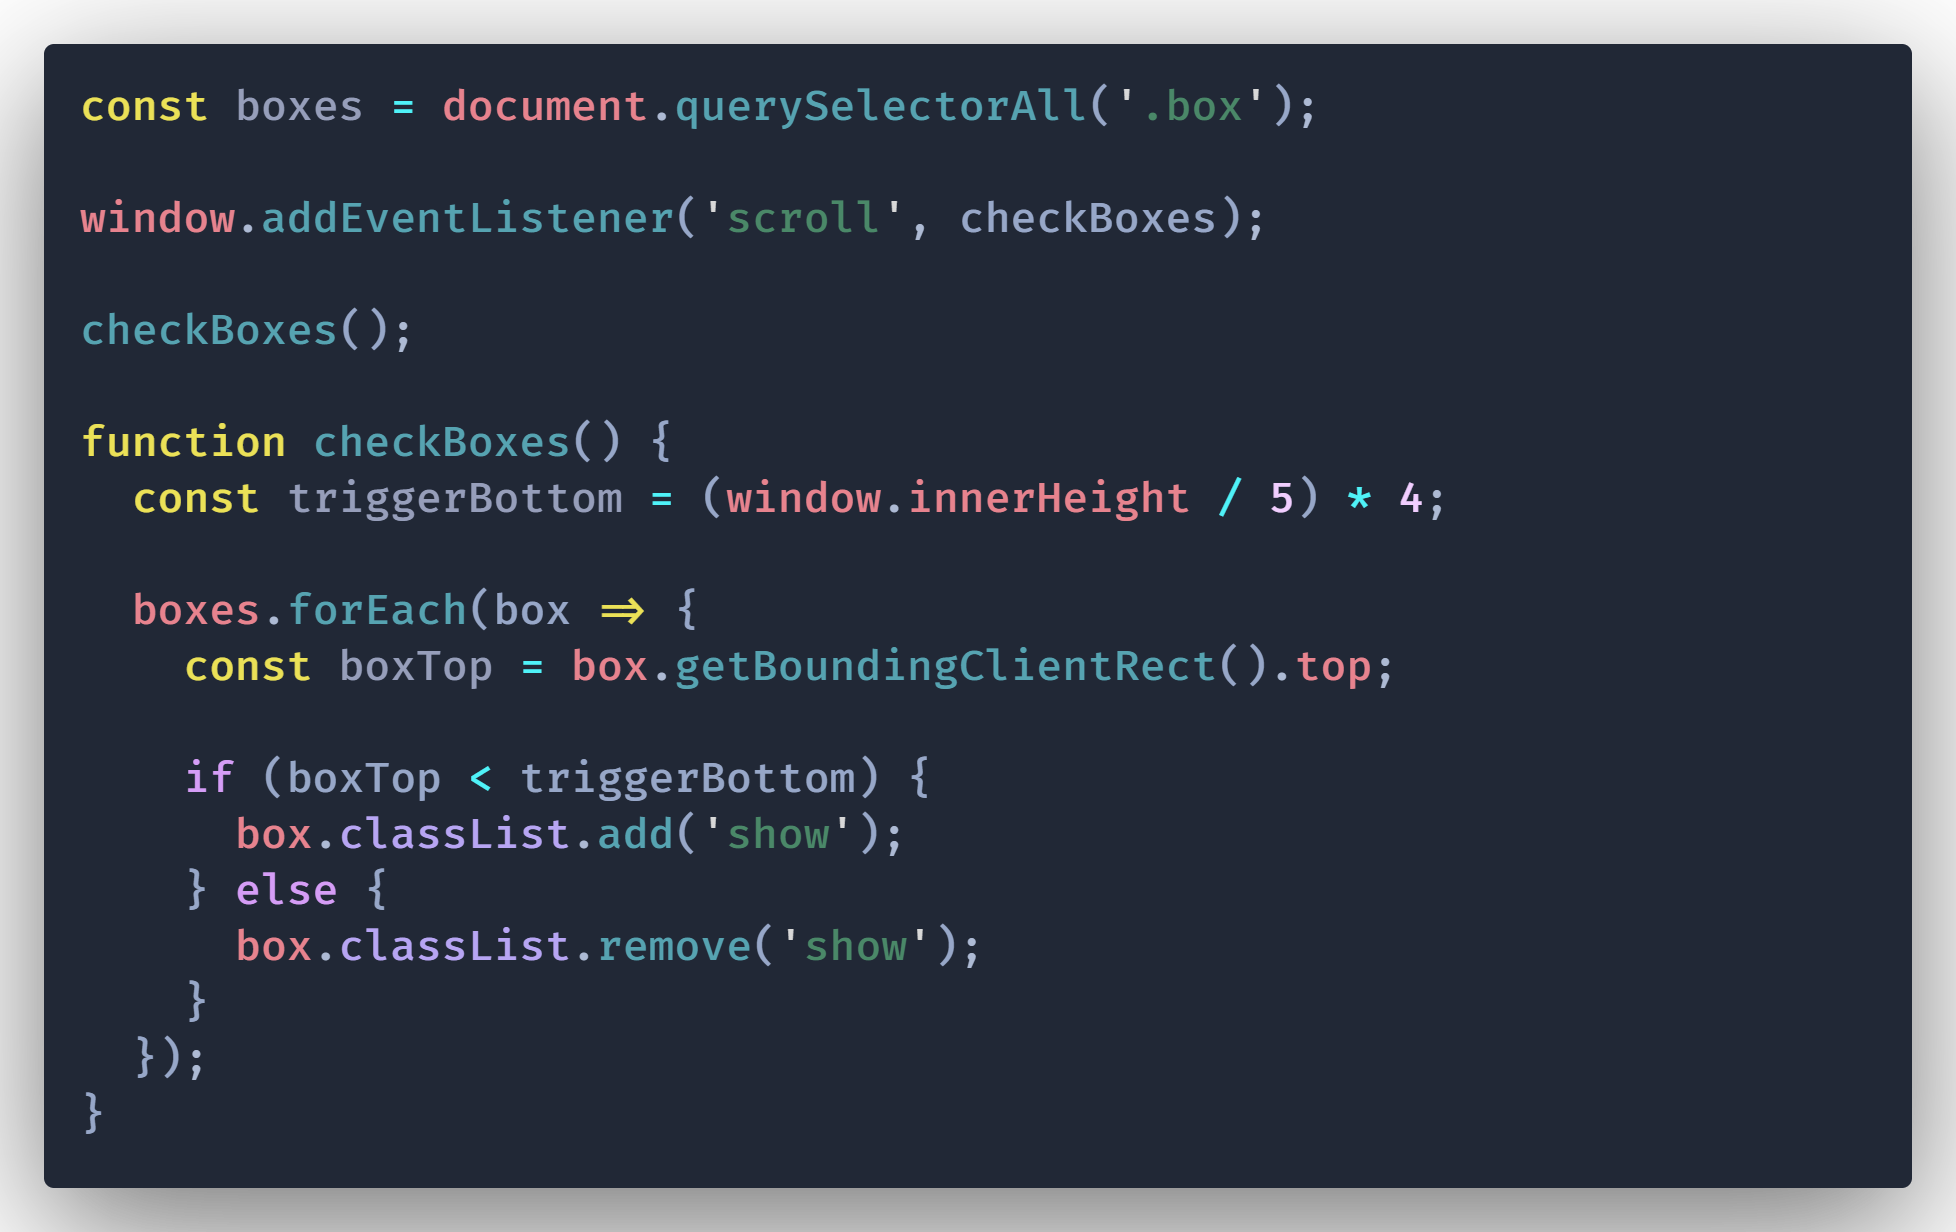 const boxes = document.querySelectorAll('.box');
window.addEventListener('scroll', checkBoxes);
checkBoxes();
function checkBoxes() {
const triggerBottom = (window.innerHeight / 5) * 4;
boxes.forEach(box => {
const boxTop = box.getBoundingClientRect().top;
if (boxTop < triggerBottom) {
box.classList.add('show');
} else {
box.classList.remove('show');
}
});
}